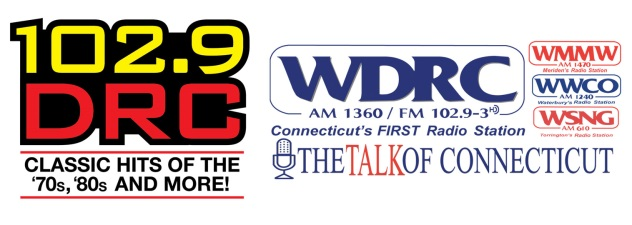 102.9
DRC
CLASSIC HITS OF THE
'70s, '80s AND MORE!
WDRC
AM 1360 / FM 102.9-3 HD
Connecticut's FIRST Radio Station
THE TALK OF CONNECTICUT
WMMW
AM 1470
Meriden's Radio Station
WWCO
AM 1240
Waterbury's Radio Station
WSNG
AM 610
Torrington's Radio Station